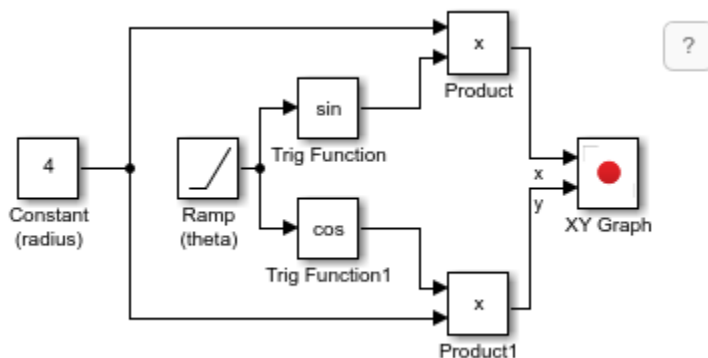 x
?
Product
sin
Trig Function
4
Constant
(radius)
Ramp
(theta)
x
y
XY Graph
cos
Trig Function1
x
Product1